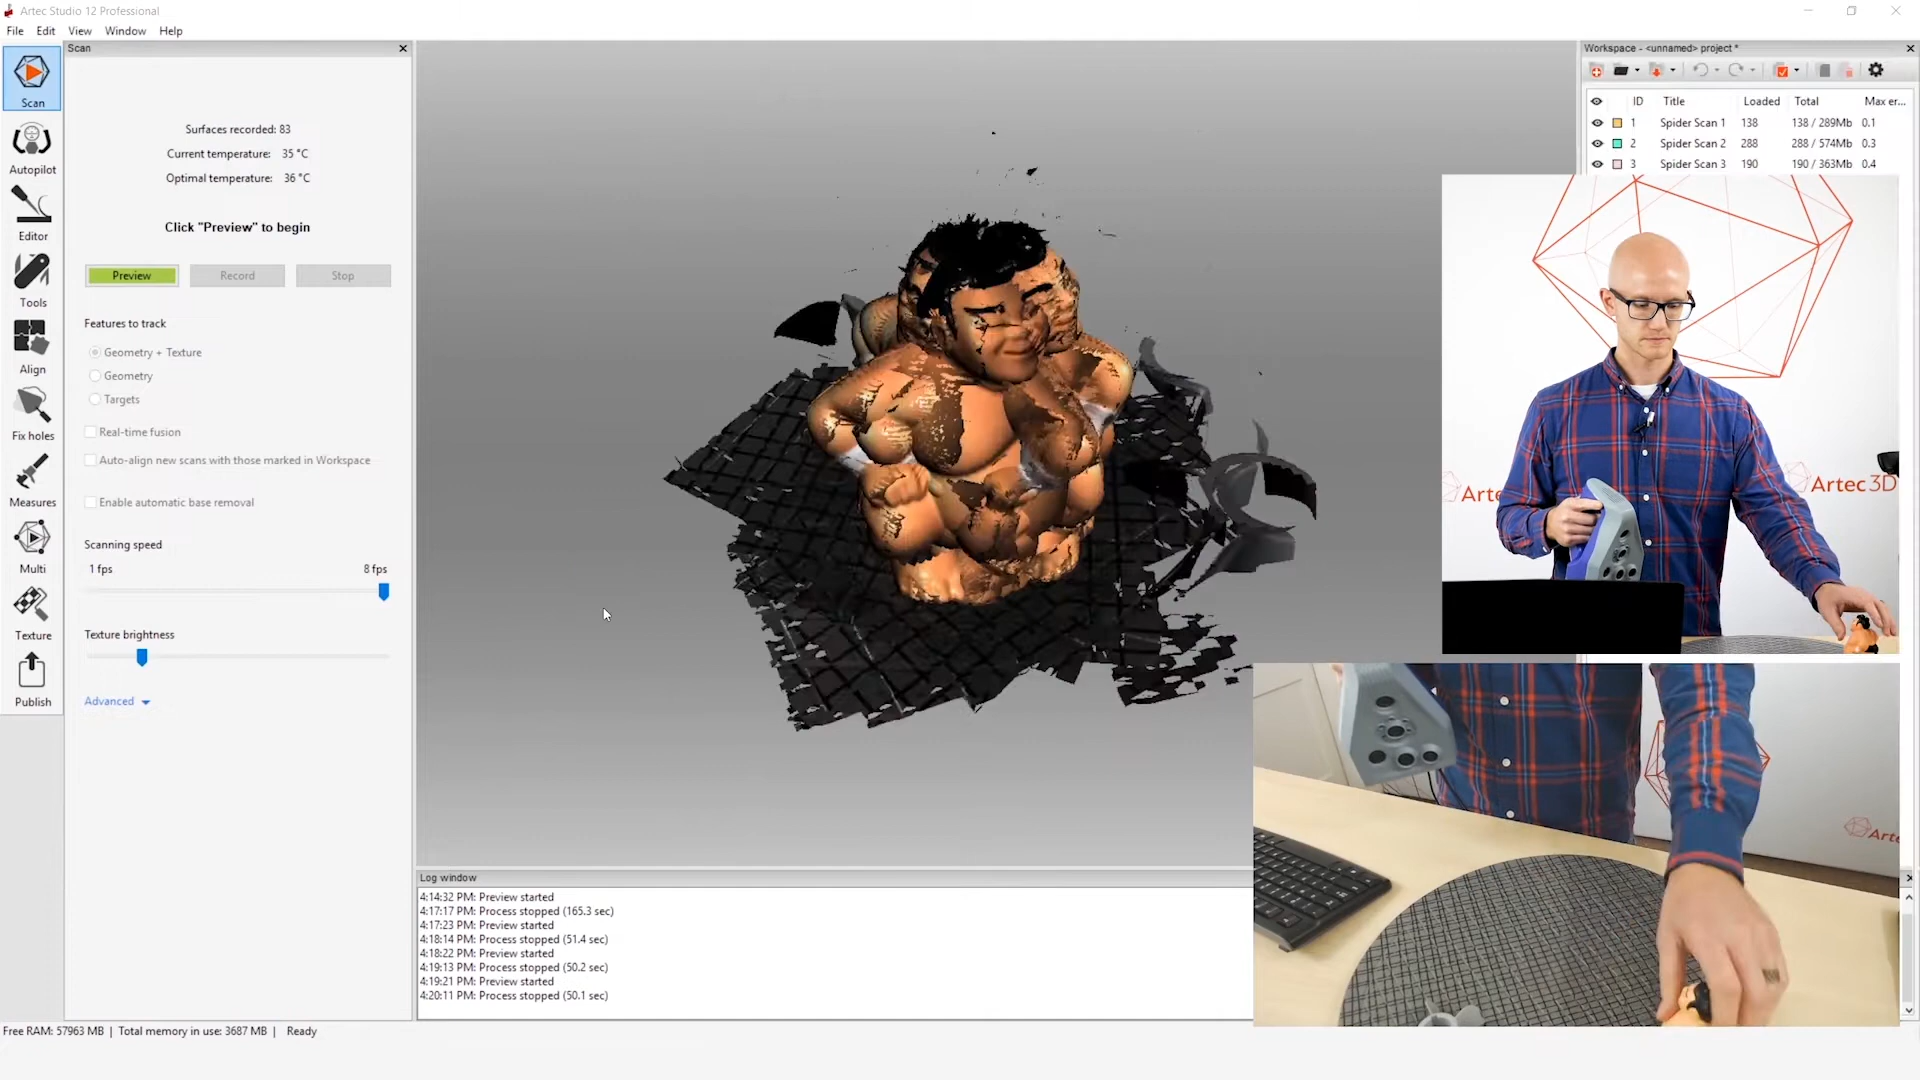 Artec Studio 12 Professional
File Edit View Window Help
Scan
Workspace - <unnamed> project *
Scan
Autopilot
Editor
Tools
Align
Fix holes
Measures
Multi
Texture
Publish
Surfaces recorded: 83
Current temperature: 35 °C
Optimal temperature: 36 °C
Click "Preview" to begin
Preview Record Stop
Features to track
Geometry + Texture
Geometry
Targets
Real-time fusion
Auto-align new scans with those marked in Workspace
Enable automatic base removal
Scanning speed
1 fps 8 fps
Texture brightness
Advanced
ID Title Loaded Total Max er...
1 Spider Scan 1 138 138 / 289Mb 0.1
2 Spider Scan 2 288 288 / 574Mb 0.3
3 Spider Scan 3 190 190 / 363Mb 0.4
Arte
Artec 3D
Artec
Log window
4:14:32 PM: Preview started
4:17:17 PM: Process stopped (165.3 sec)
4:17:23 PM: Preview started
4:18:14 PM: Process stopped (51.4 sec)
4:18:22 PM: Preview started
4:19:13 PM: Process stopped (50.2 sec)
4:19:21 PM: Preview started
4:20:11 PM: Process stopped (50.1 sec)
Free RAM: 57963 MB | Total memory in use: 3687 MB | Ready